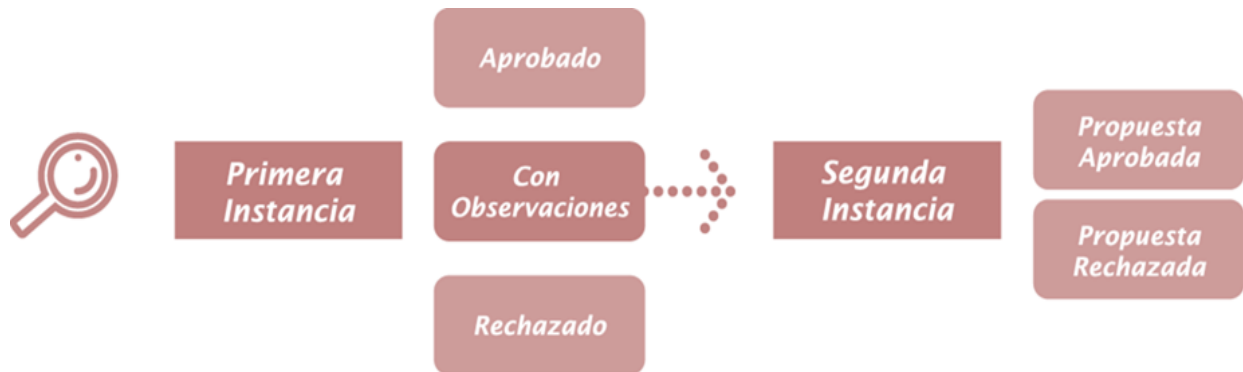 Primera
Instancia
Aprobado
Con
Observaciones
Rechazado
Segunda
Instancia
Propuesta
Aprobada
Propuesta
Rechazada